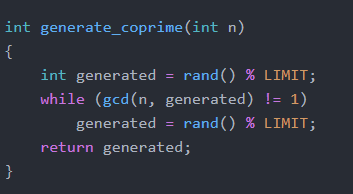 int generate_coprime(int n)
{
    int generated = rand() % LIMIT;
    while (gcd(n, generated) != 1)
        generated = rand() % LIMIT;
    return generated;
}